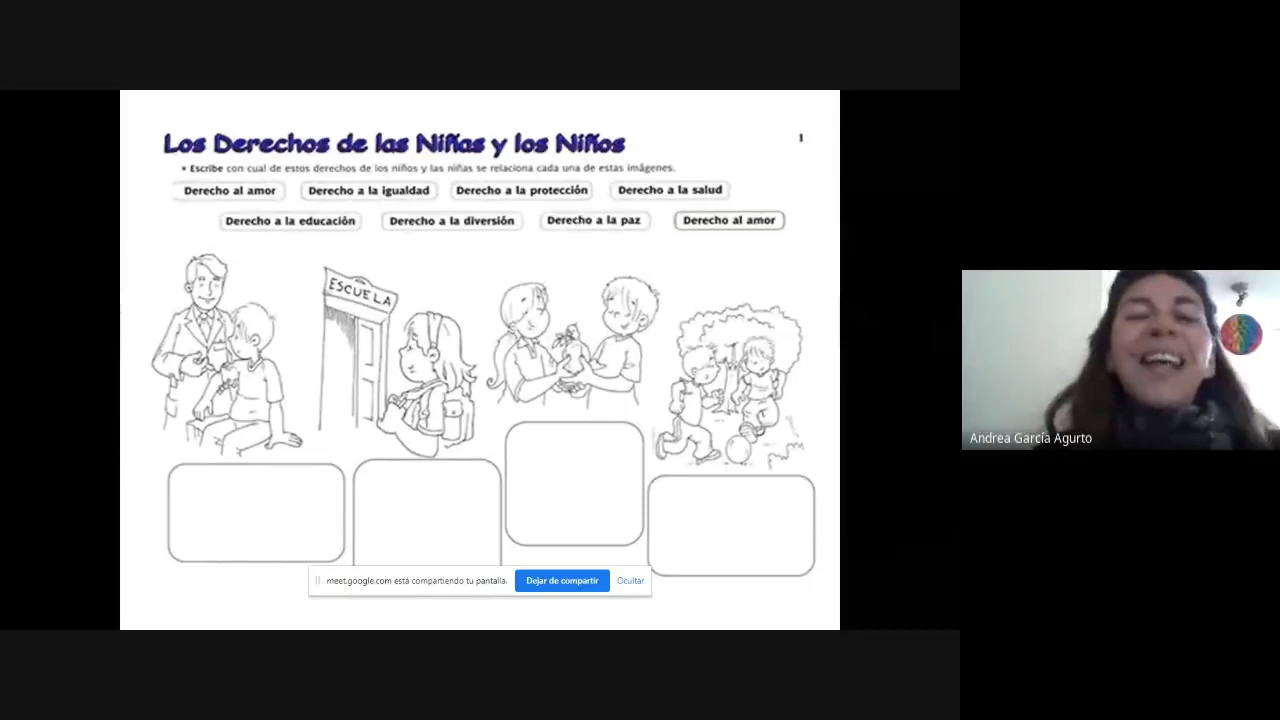 Los Derechos de las Niñas y los Niños
1
* Escribe con cual de estos derechos de los niños y las niñas se relaciona cada una de estas imágenes.
Derecho al amor Derecho a la igualdad Derecho a la protección Derecho a la salud
Derecho a la educación Derecho a la diversión Derecho a la paz Derecho al amor
ESCUELA
Andrea García Agurto
meet.google.com está compartiendo tu pantalla. Dejar de compartir Ocultar